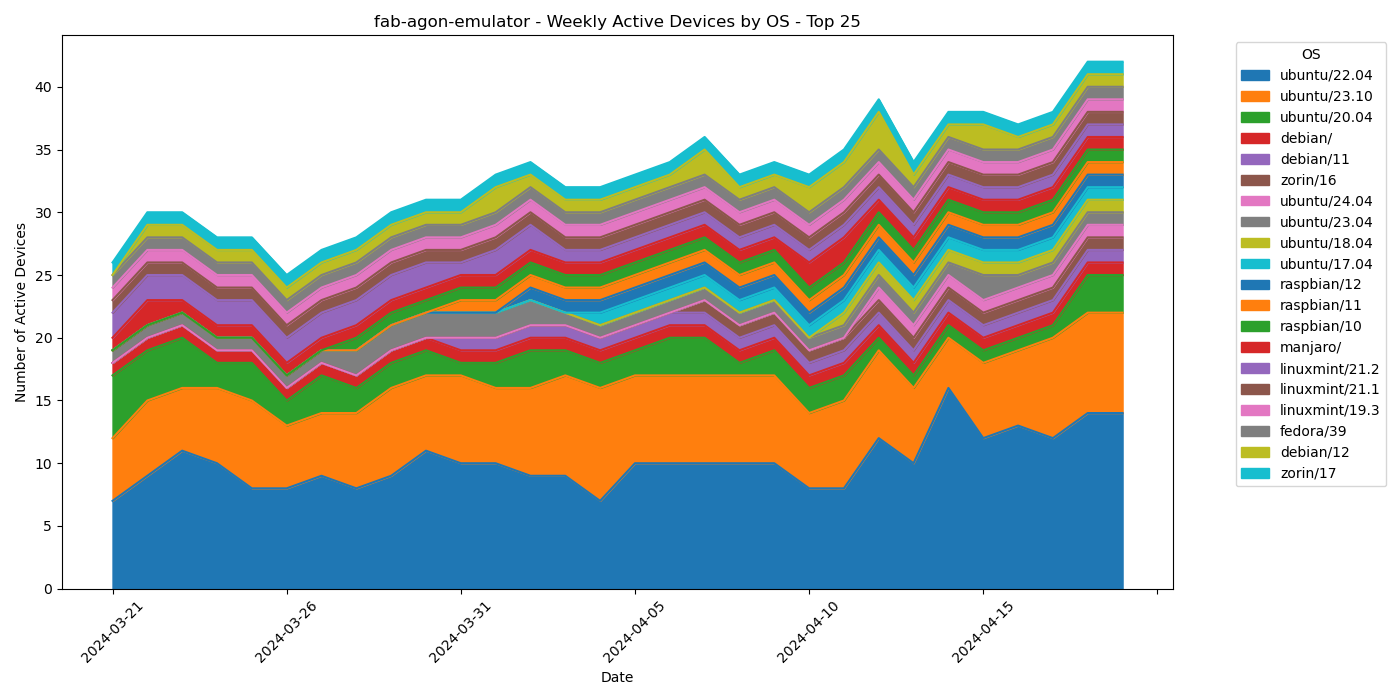 fab-agon-emulator - Weekly Active Devices by OS - Top 25
Number of Active Devices
40
35
30
25
20
15
10
5
0
2024-03-21
2024-03-26
2024-03-31
2024-04-05
2024-04-10
2024-04-15
Date
OS
ubuntu/22.04
ubuntu/23.10
ubuntu/20.04
debian/
debian/11
zorin/16
ubuntu/24.04
ubuntu/23.04
ubuntu/18.04
ubuntu/17.04
raspbian/12
raspbian/11
raspbian/10
manjaro/
linuxmint/21.2
linuxmint/21.1
linuxmint/19.3
fedora/39
debian/12
zorin/17